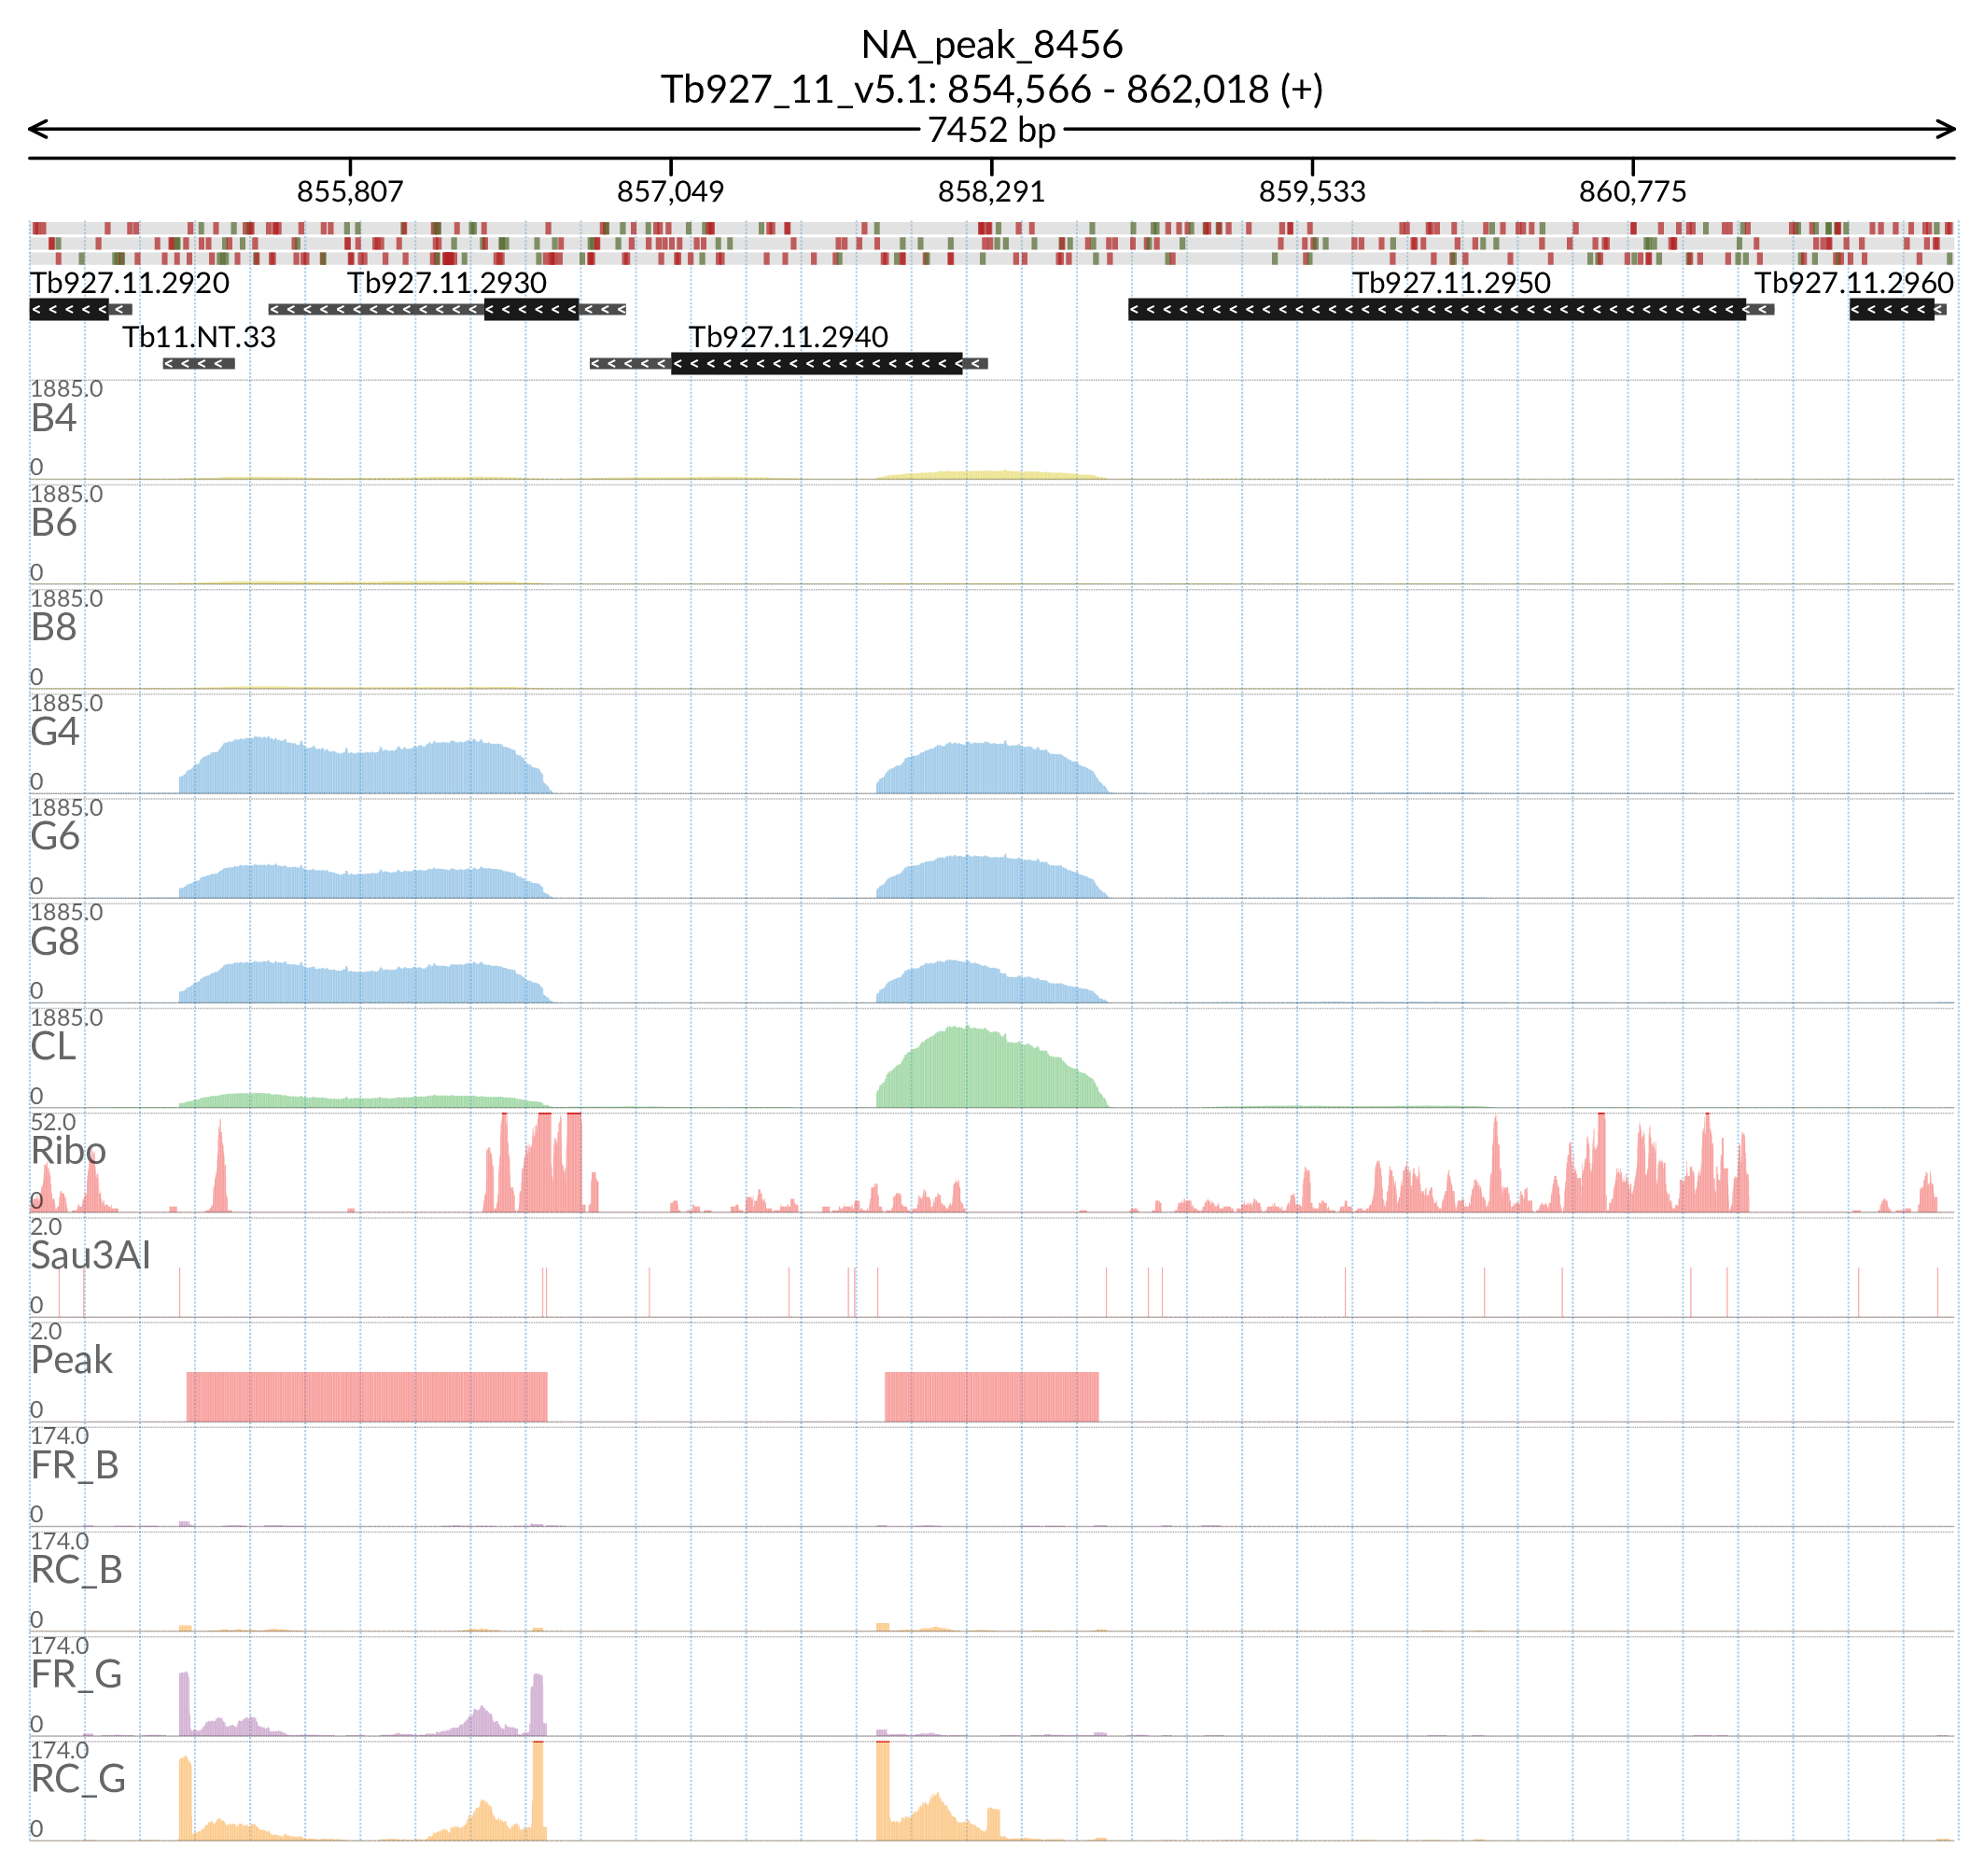 NA_peak_8456
Tb927_11_v5.1: 854,566 - 862,018 (+)
7452 bp
855,807 857,049 858,291 859,533 860,775
Tb927.11.2920 Tb927.11.2930 Tb927.11.2950 Tb927.11.2960
Tb11.NT.33 Tb927.11.2940
1885.0
B4
0
1885.0
B6
0
1885.0
B8
0
1885.0
G4
0
1885.0
G6
0
1885.0
G8
0
1885.0
CL
0
52.0
Ribo
0
2.0
Sau3AI
0
2.0
Peak
0
174.0
FR_B
0
174.0
RC_B
0
174.0
FR_G
0
174.0
RC_G
0